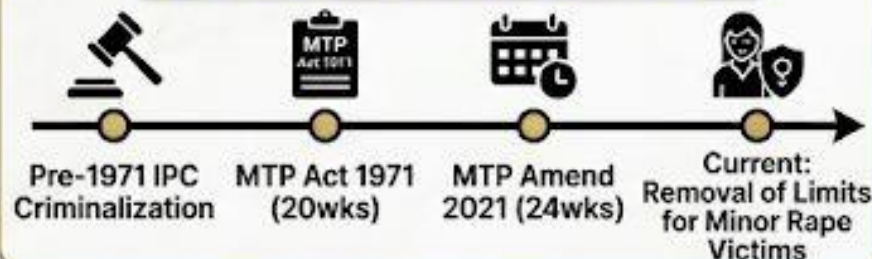 MTP
Act 1971
Pre-1971 IPC
Criminalization
MTP Act 1971
(20wks)
MTP Amend
2021 (24wks)
Current:
Removal of Limits
for Minor Rape
Victims